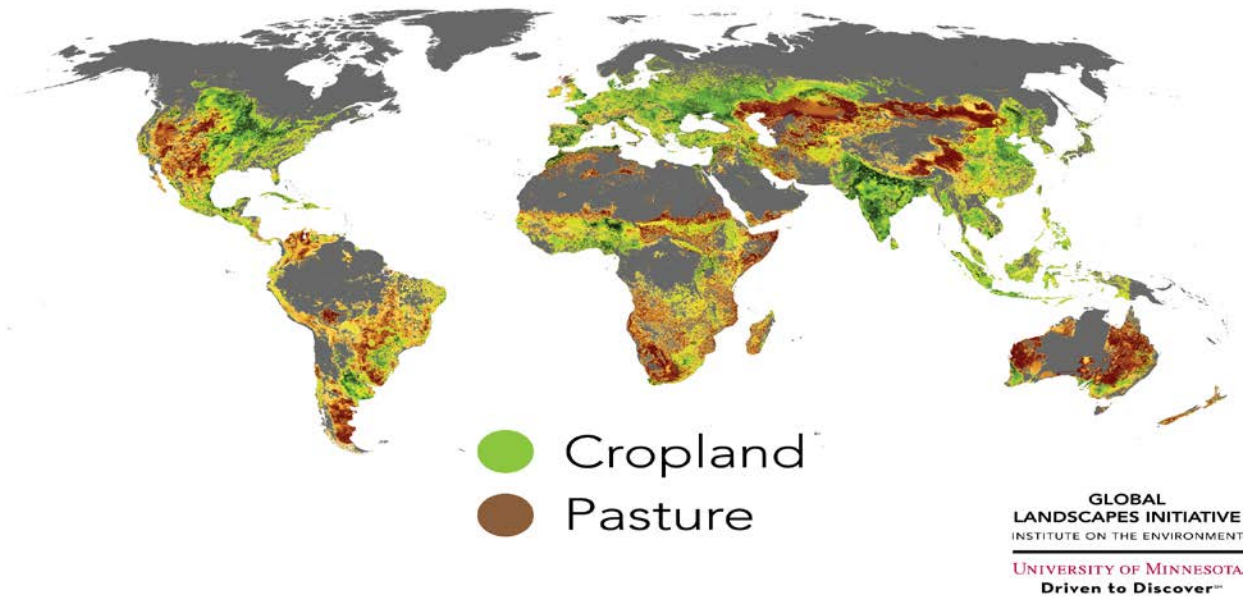 Cropland
Pasture
GLOBAL
LANDSCAPES INITIATIVE
INSTITUTE ON THE ENVIRONMENT
UNIVERSITY OF MINNESOTA
Driven to Discover℠